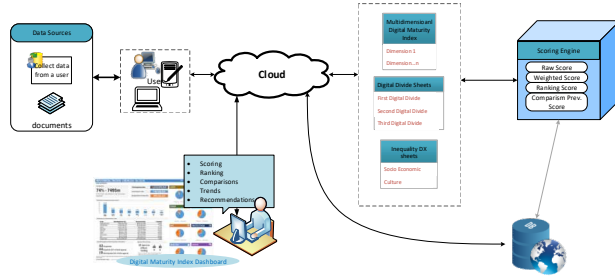 Data Sources
Collect data
from a user
documents
User
Cloud
Multidimensioanl
Digital Maturity
Index
Dimension 1
Dimension..n
Digital Divide Sheets
First Digital Divide
Second Digital Divide
Third Digital Divide
Inequality DX
sheets
Socio Economic
Culture
Scoring Engine
Raw Score
Weighted Score
Ranking Score
Comparism Prev.
Score
Scoring
Ranking
Comparisons
Trends
Recommendations
Digital Maturity Index Dashboard